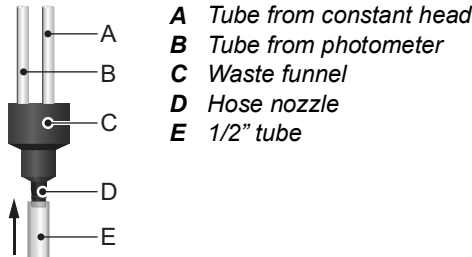 A
B
C
D
E
A Tube from constant head
B Tube from photometer
C Waste funnel
D Hose nozzle
E 1/2” tube